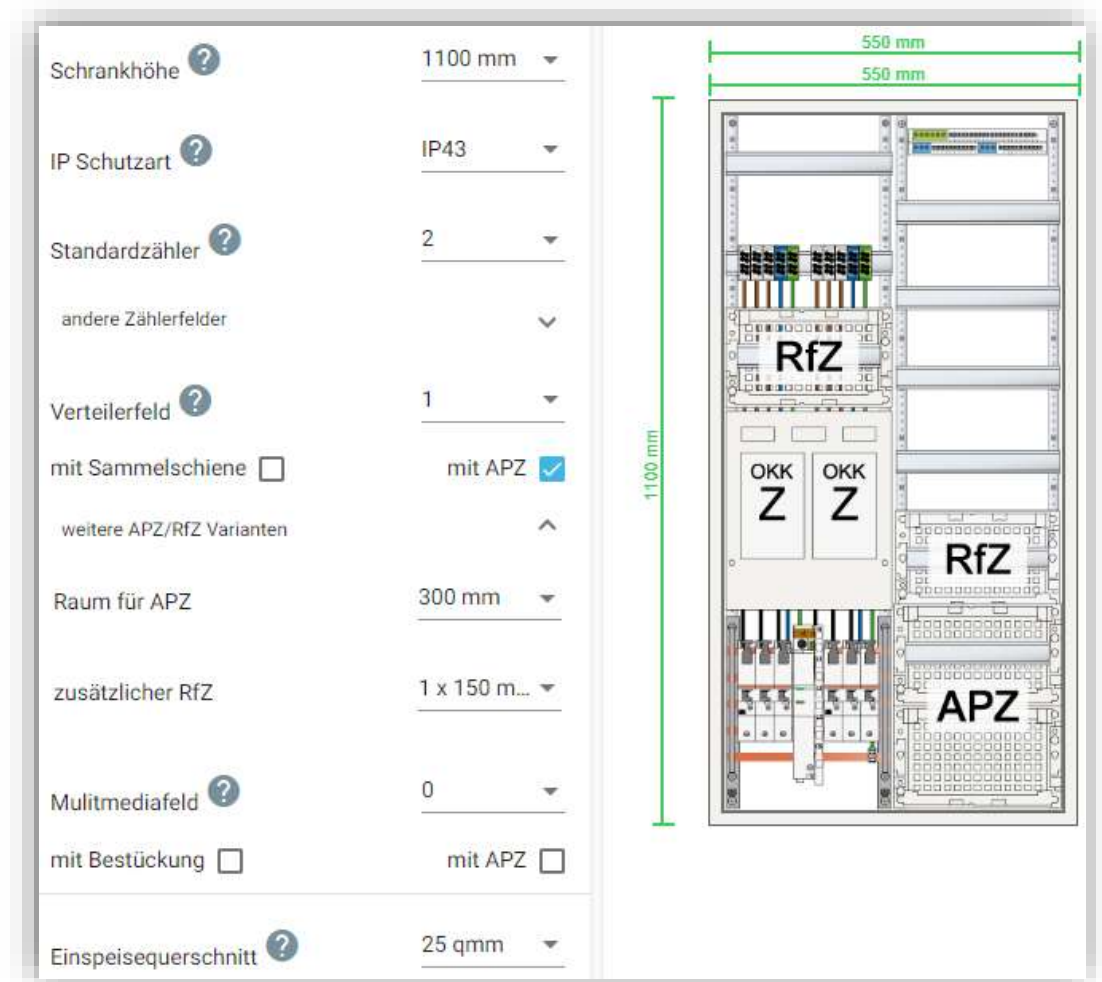 Schrankhöhe ?
1100 mm
IP Schutzart ?
IP43
Standardzähler ?
2
andere Zählerfelder
Verteilerfeld ?
1
mit Sammelschiene
mit APZ
weitere APZ/RfZ Varianten
Raum für APZ
300 mm
zusätzlicher RfZ
1 x 150 m...
Mulitmediafeld ?
0
mit Bestückung
mit APZ
Einspeisequerschnitt ?
25 qmm
550 mm
550 mm
1100 mm
RfZ
OKK
Z
OKK
Z
RfZ
APZ